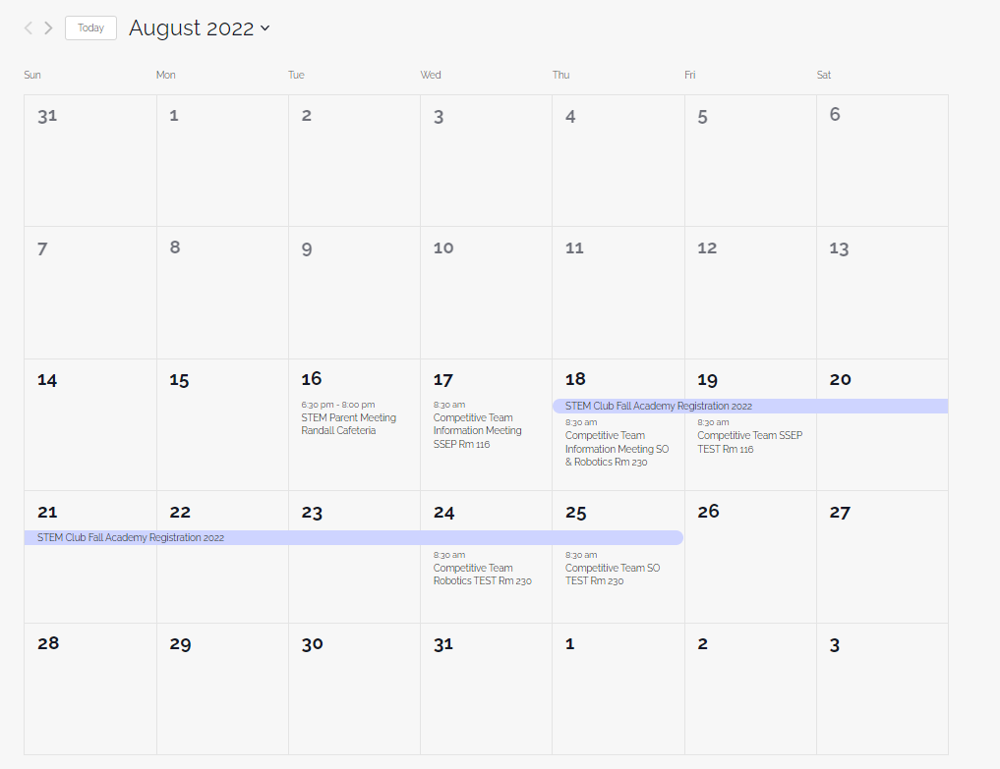 Today
August 2022
Sun Mon Tue Wed Thu Fri Sat
31 1 2 3 4 5 6
7 8 9 10 11 12 13
14 15 16 17 18 19 20
6:30 pm - 8:00 pm
STEM Parent Meeting
Randall Cafeteria
8:30 am
Competitive Team
Information Meeting
SSEP Rm 116
STEM Club Fall Academy Registration 2022
8:30 am
Competitive Team
Information Meeting SO
& Robotics Rm 230
8:30 am
Competitive Team SSEP
TEST Rm 116
21 22 23 24 25 26 27
STEM Club Fall Academy Registration 2022
8:30 am
Competitive Team
Robotics TEST Rm 230
8:30 am
Competitive Team SO
TEST Rm 230
28 29 30 31 1 2 3